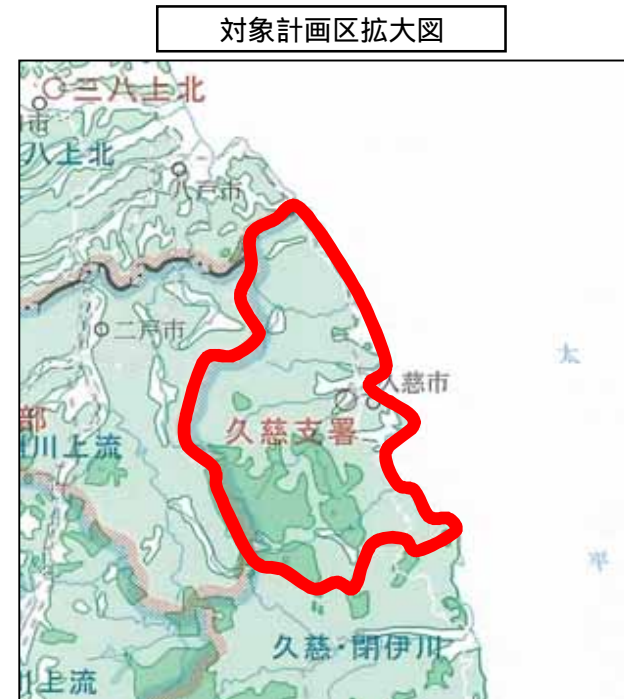 対象計画区拡大図
三八上北
市
八上北
八戸市
二戸市
太
久慈市
部
久慈支署
川上流
平
久慈・閉伊川
上流